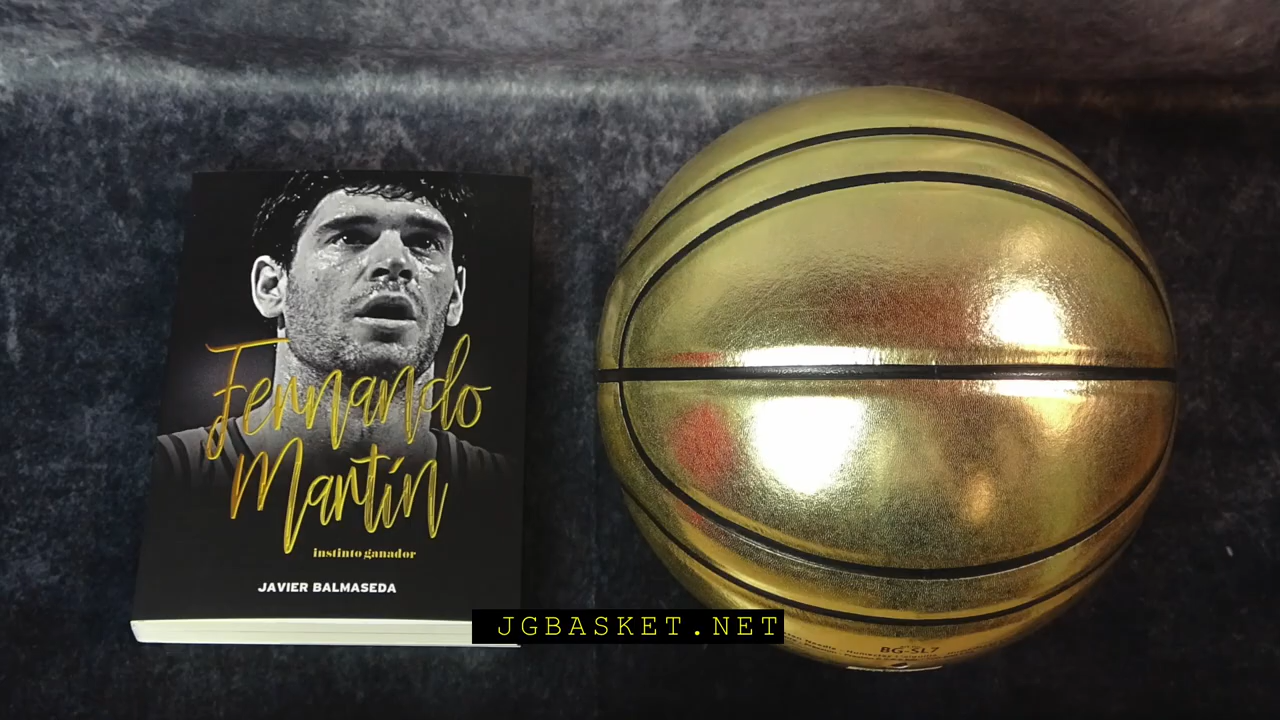 Fernando
Martín
instinto ganador
JAVIER BALMASEDA
JGBASKET.NET
BG-SL7